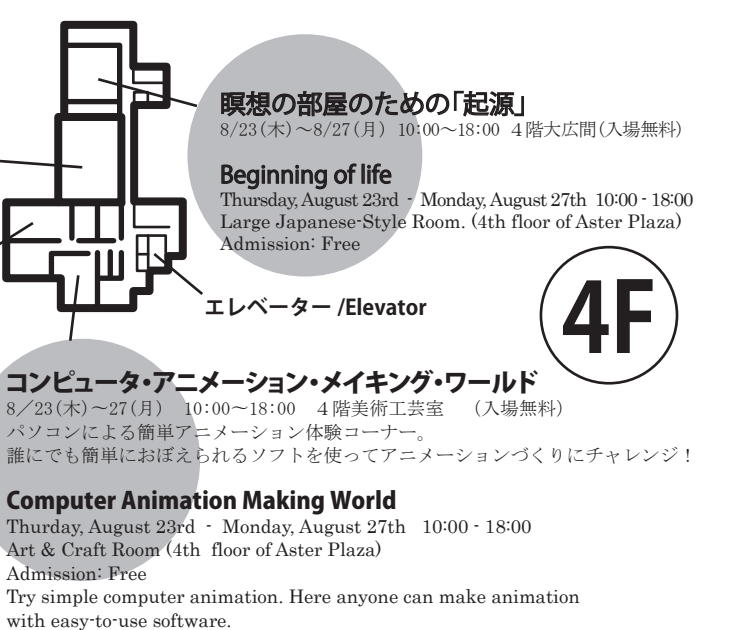 瞑想の部屋のための「起源」
8/23(木)~8/27(月) 10:00~18:00 4階大広間(入場無料)
Beginning of life
Thursday, August 23rd - Monday, August 27th 10:00 - 18:00
Large Japanese-Style Room. (4th floor of Aster Plaza)
Admission: Free
エレベーター /Elevator
4F
コンピュータ・アニメーション・メイキング・ワールド
8/23(木)~27(月) 10:00~18:00 4階美術工芸室 (入場無料)
パソコンによる簡単アニメーション体験コーナー。
誰にでも簡単におぼえられるソフトを使ってアニメーションづくりにチャレンジ!
Computer Animation Making World
Thurday, August 23rd - Monday, August 27th 10:00 - 18:00
Art & Craft Room (4th floor of Aster Plaza)
Admission: Free
Try simple computer animation. Here anyone can make animation
with easy-to-use software.